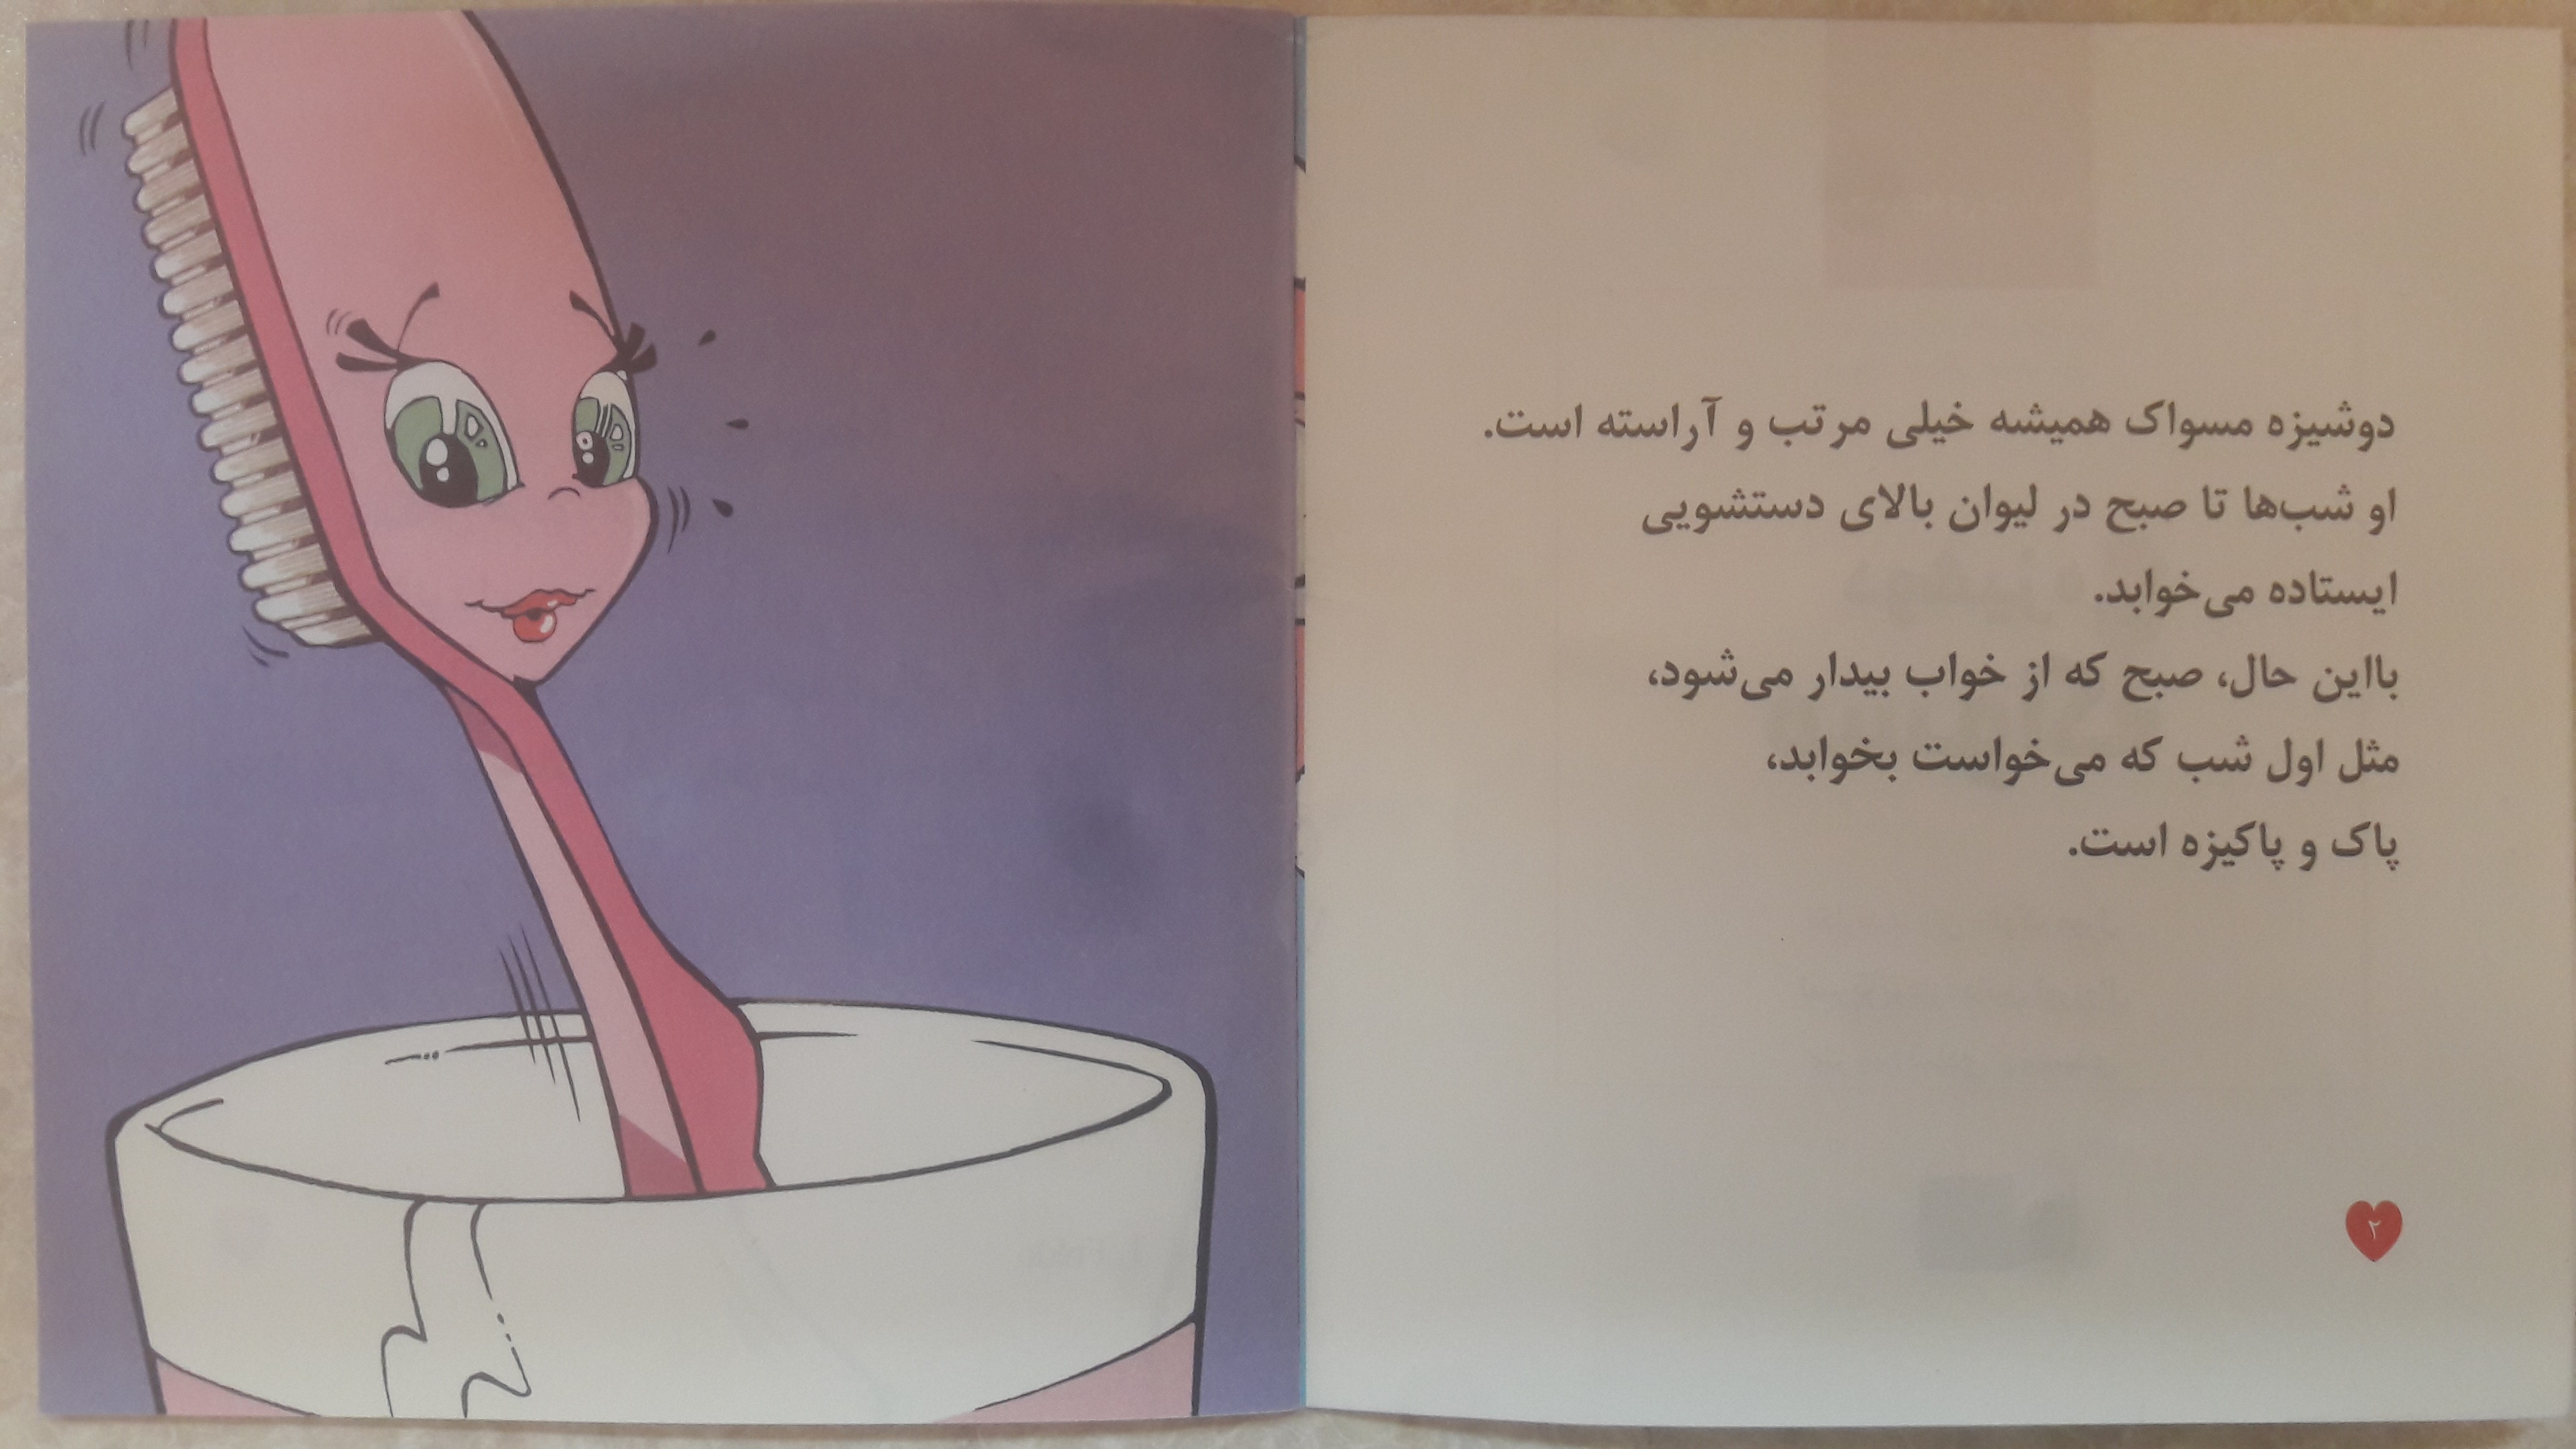 دوشیزه مسواک همیشه خیلی مرتب و آراسته است.
او شب‌ها تا صبح در لیوان بالای دستشویی
ایستاده می‌خوابد.
بااین حال، صبح که از خواب بیدار می‌شود،
مثل اول شب که می‌خواست بخوابد،
پاک و پاکیزه است.
۲